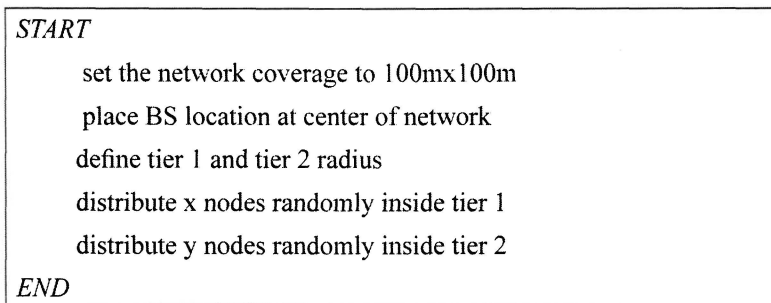 START
set the network coverage to 100mx100m
place BS location at center of network
define tier 1 and tier 2 radius
distribute x nodes randomly inside tier 1
distribute y nodes randomly inside tier 2
END